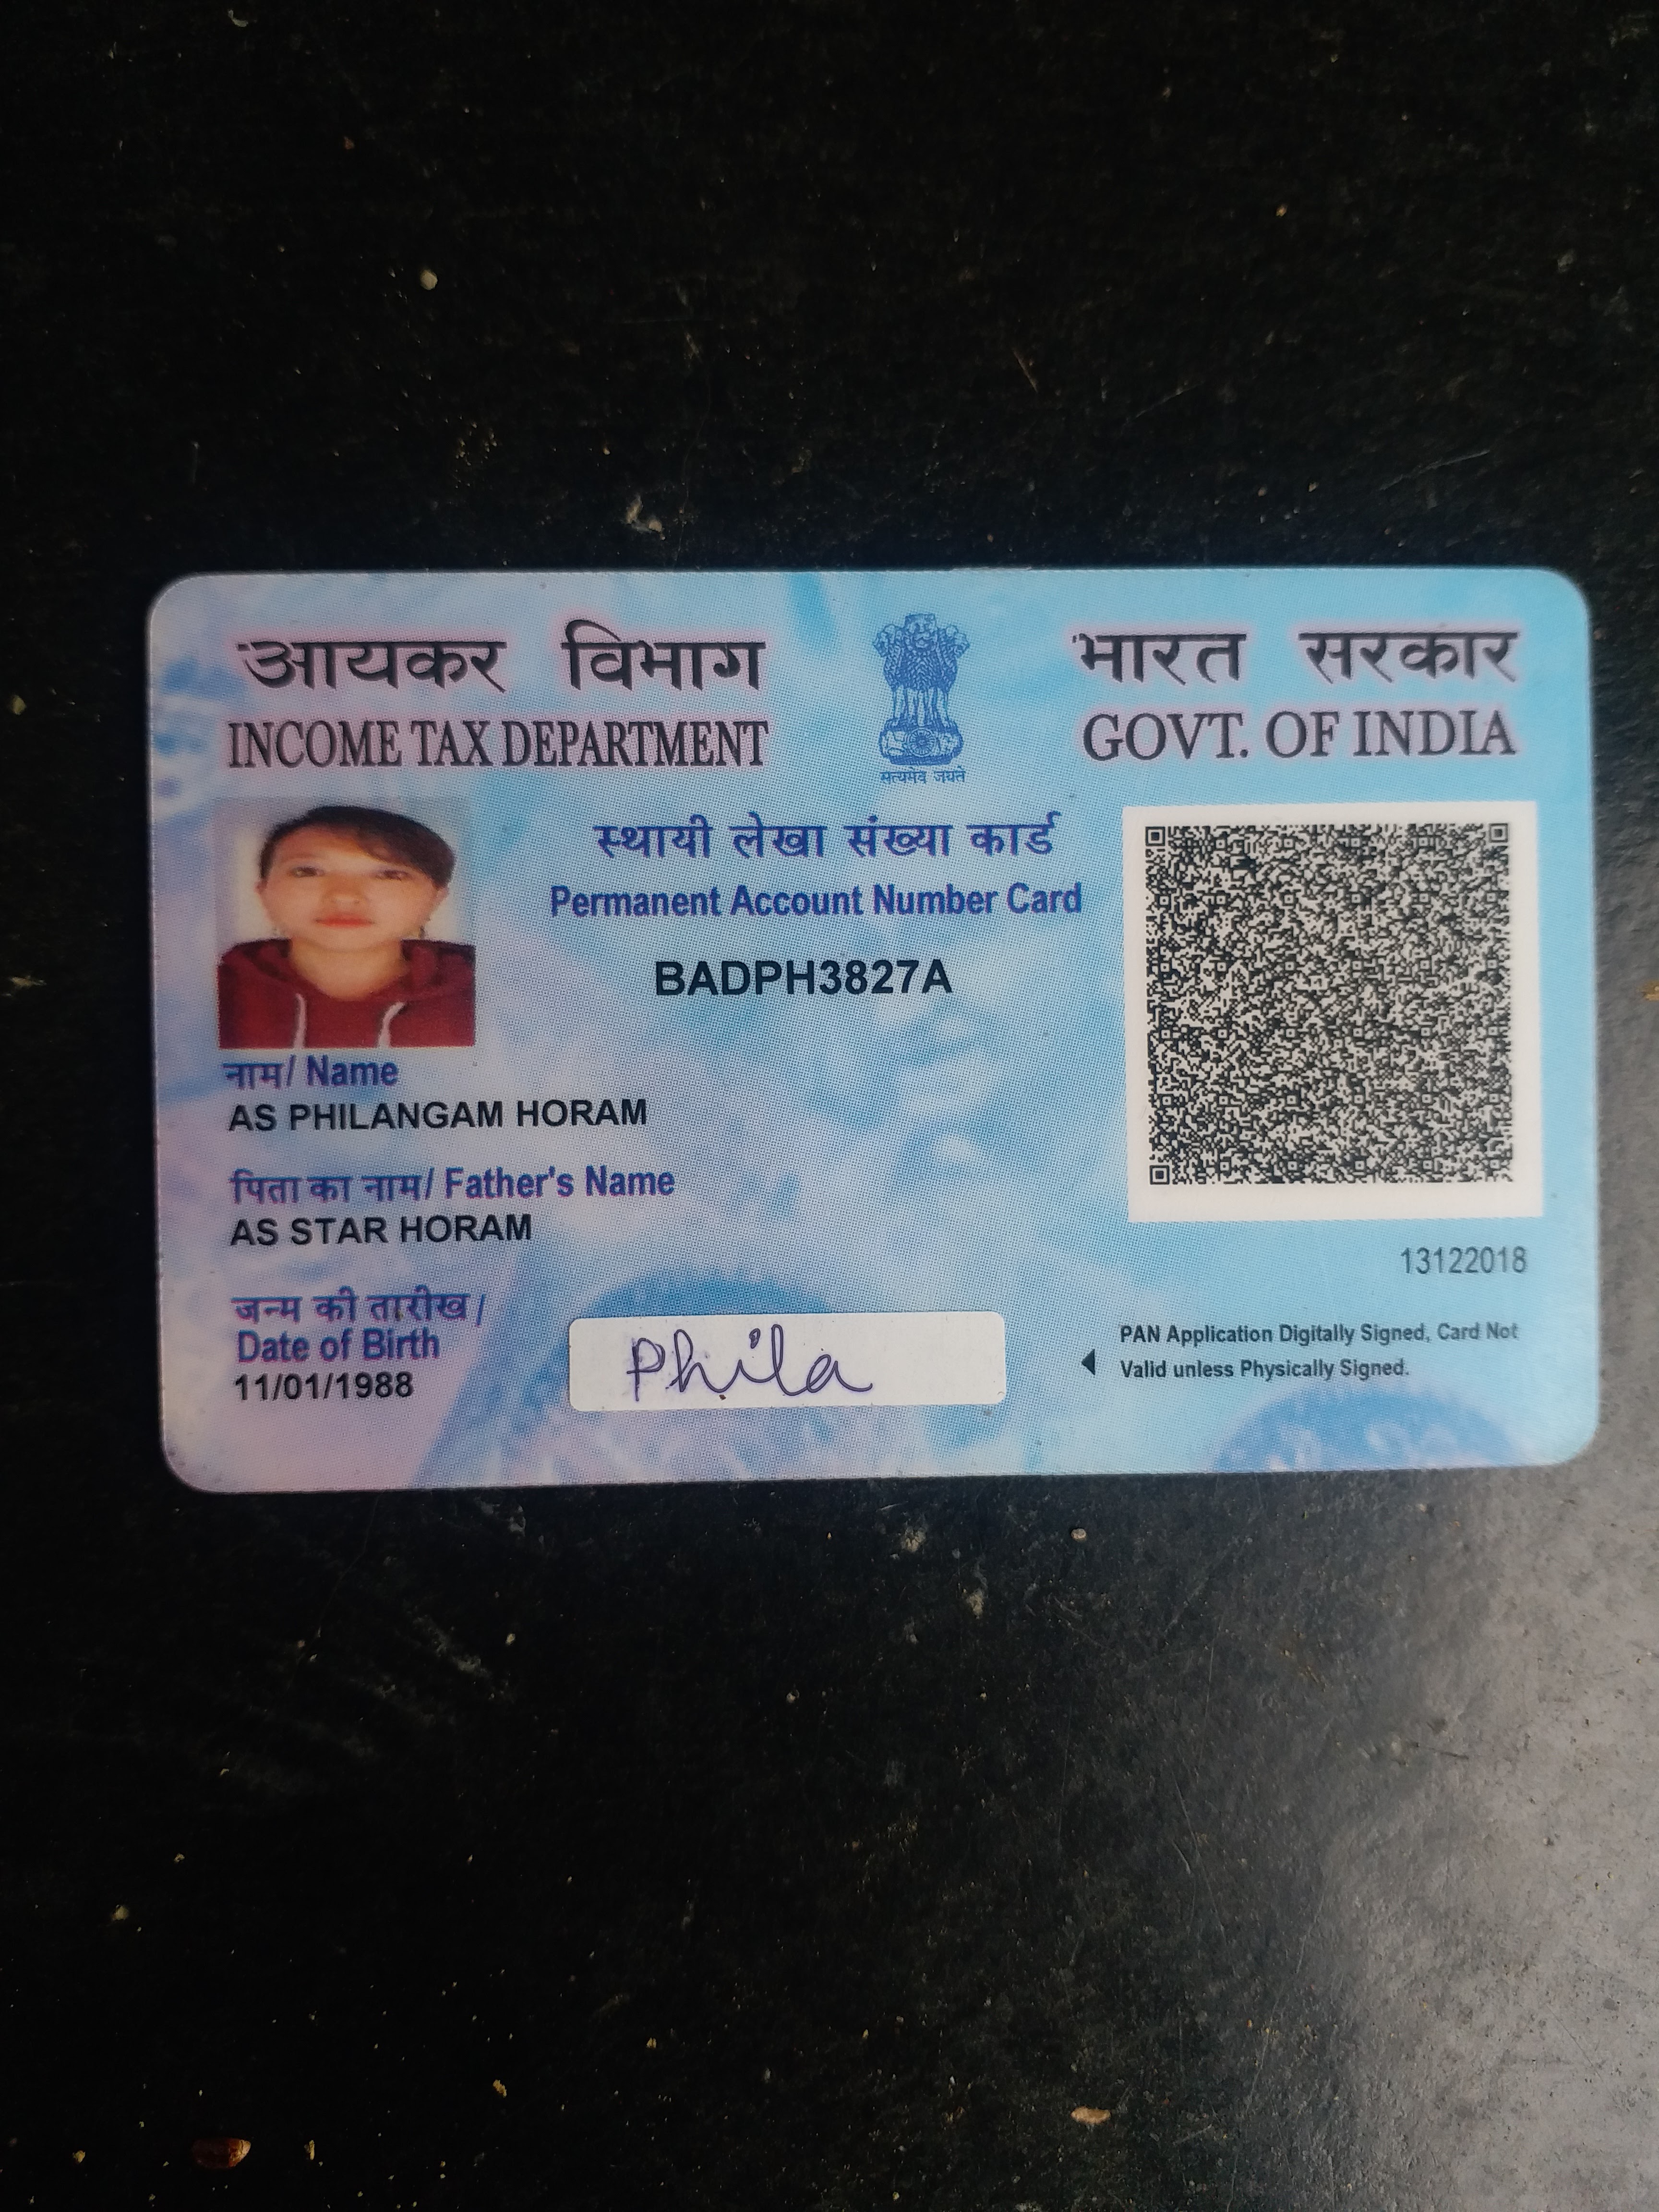 आयकर विभाग
INCOME TAX DEPARTMENT
सत्यमेव जयते
भारत सरकार
GOVT. OF INDIA
स्थायी लेखा संख्या कार्ड
Permanent Account Number Card
BADPH3827A
नाम/ Name
AS PHILANGAM HORAM
पिता का नाम/ Father's Name
AS STAR HORAM
जन्म की तारीख /
Date of Birth
11/01/1988
Phila
13122018
PAN Application Digitally Signed, Card Not
Valid unless Physically Signed.